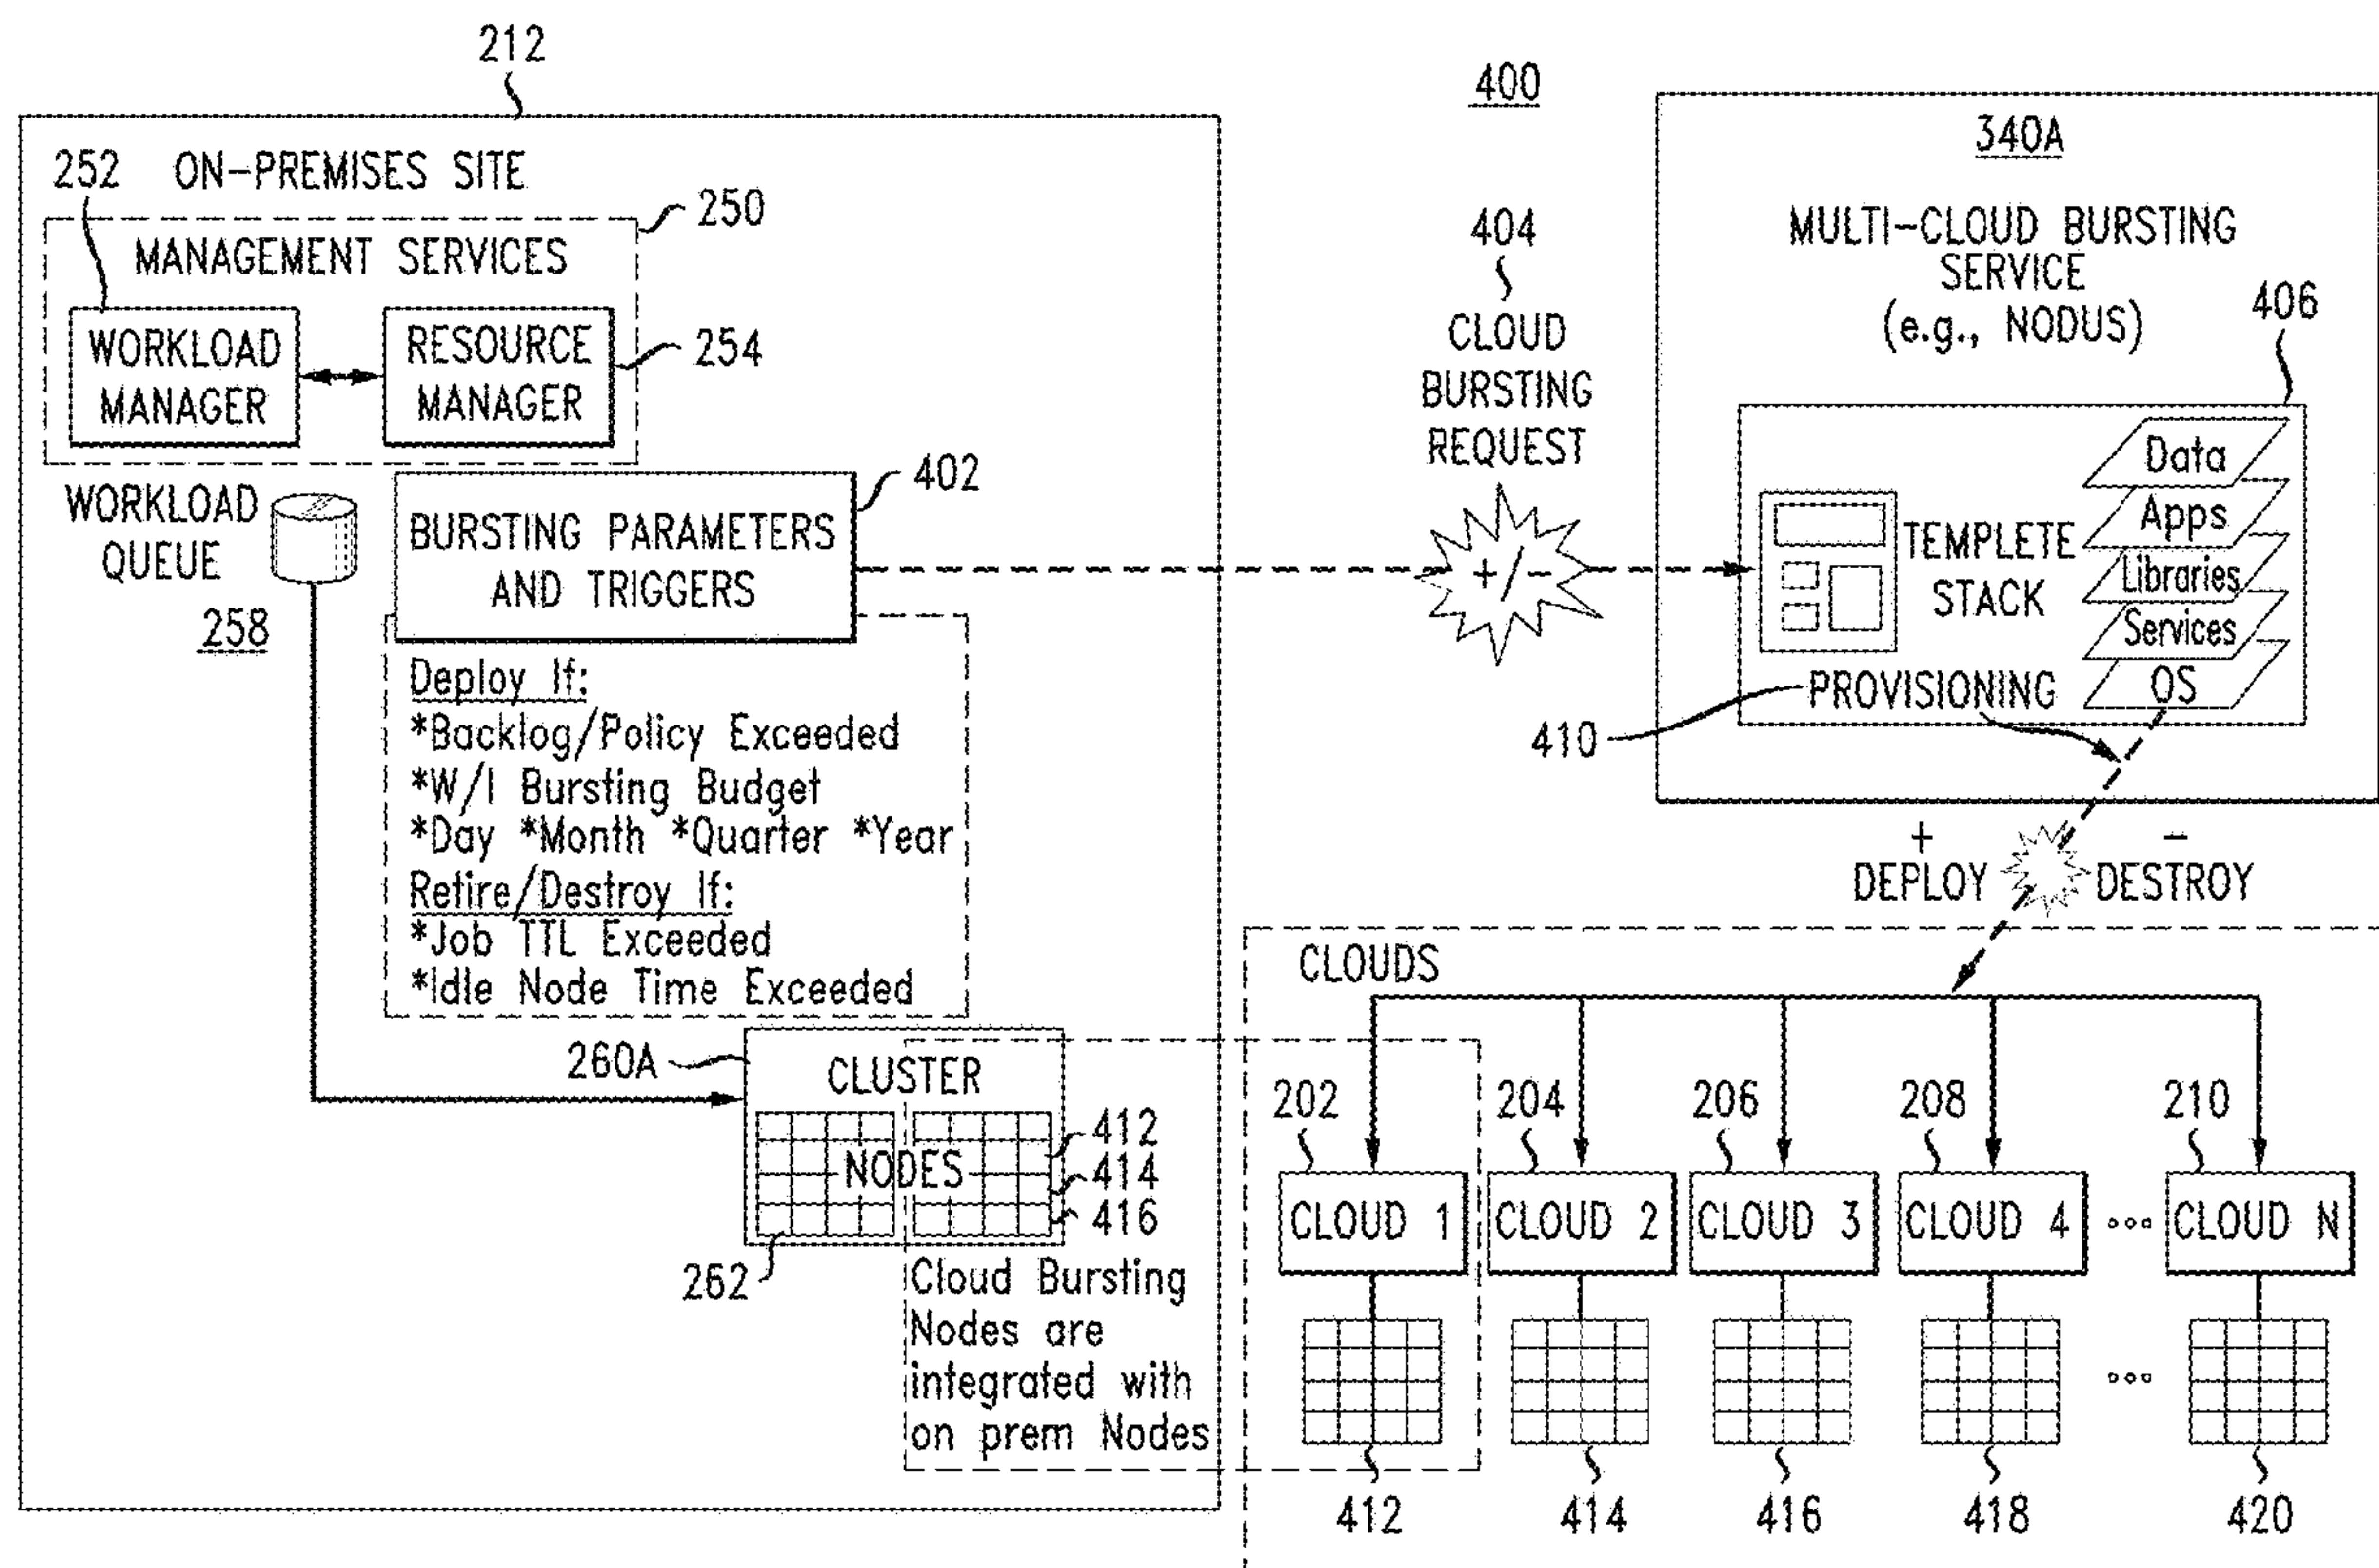 212
400
252 ON-PREMISES SITE
250
MANAGEMENT SERVICES
WORKLOAD
MANAGER
RESOURCE
MANAGER
254
WORKLOAD
QUEUE
258
402
BURSTING PARAMETERS
AND TRIGGERS
Deploy If:
*Backlog/Policy Exceeded
*W/I Bursting Budget
*Day *Month *Quarter *Year
Retire/Destroy If:
*Job TTL Exceeded
*Idle Node Time Exceeded
260A
CLUSTER
NODES
412
414
416
262
Cloud Bursting
Nodes are
integrated with
on prem Nodes
404
CLOUD
BURSTING
REQUEST
+/-
340A
MULTI-CLOUD BURSTING
SERVICE
(e.g., NODUS)
406
TEMPLETE
STACK
Data
Apps
Libraries
Services
OS
PROVISIONING
410
+
DEPLOY
-
DESTROY
CLOUDS
202 204 206 208 210
CLOUD 1 CLOUD 2 CLOUD 3 CLOUD 4 ... CLOUD N
...
412 414 416 418 420